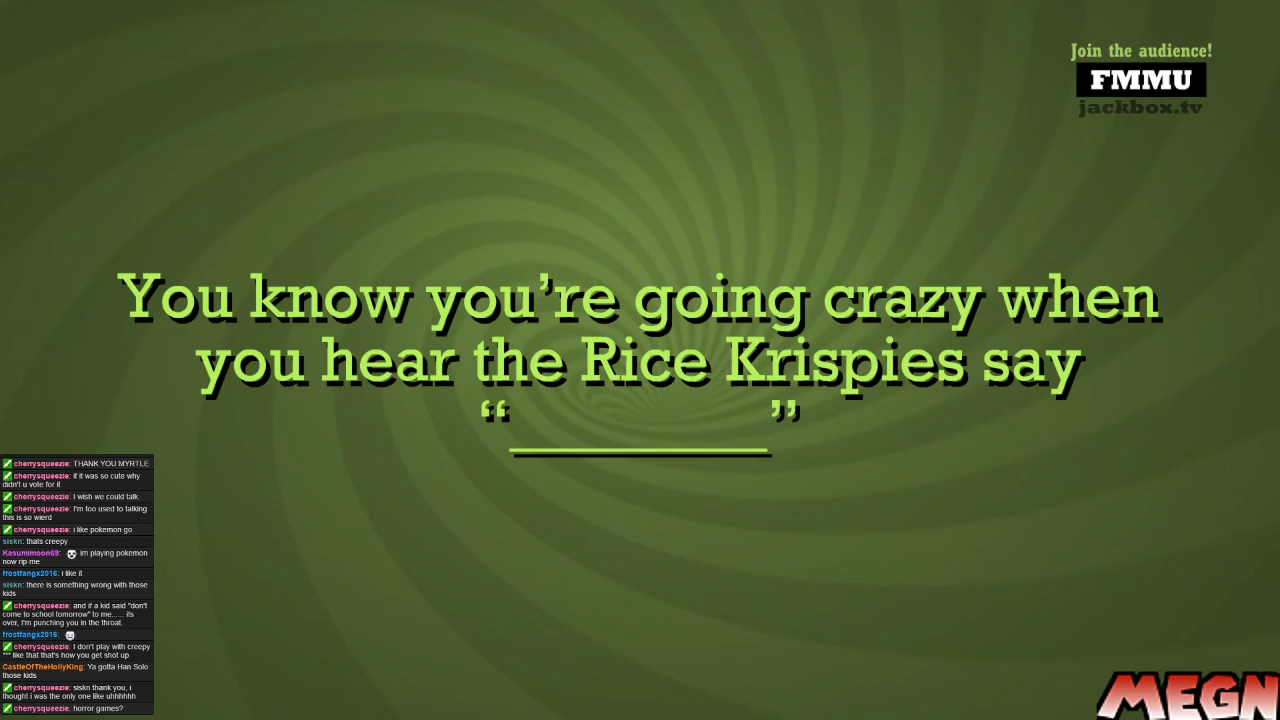 Join the audience!
FMMU
jackbox.tv
You know you’re going crazy when
you hear the Rice Krispies say
“__________”
cherrysqueezie: THANK YOU MYRTLE
cherrysqueezie: if it was so cute why
didn't u vote for it
cherrysqueezie: I wish we could talk
cherrysqueezie: I'm too used to talking
this is so wierd
cherrysqueezie: i like pokemon go
siskn: thats creepy
Kasumimoon69: im playing pokemon
now rip me
frostfangx2016: i like it
siskn: there is something wrong with those
kids
cherrysqueezie: and if a kid said "don't
come to school tomorrow" to me...... its
over, I'm punching you in the throat.
frostfangx2016:
cherrysqueezie: I don't play with creepy
*** like that that's how you get shot up
CastleOfTheHollyKing: Ya gotta Han Solo
those kids
cherrysqueezie: siskn thank you, i
thought i was the only one like uhhhhhh
cherrysqueezie: horror games?
MEGN